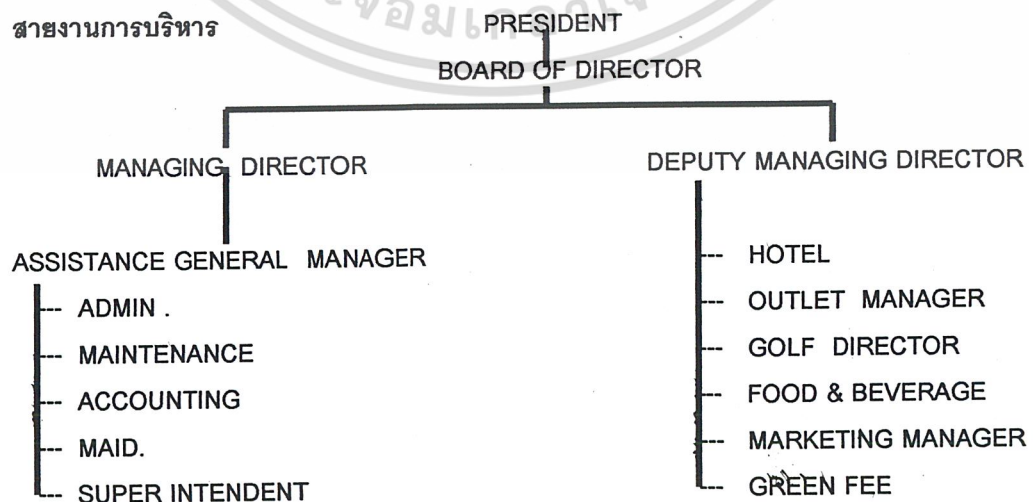 สายงานการบริหาร
PRESIDENT
BOARD OF DIRECTOR
MANAGING DIRECTOR
DEPUTY MANAGING DIRECTOR
ASSISTANCE GENERAL MANAGER
--- ADMIN .
--- MAINTENANCE
--- ACCOUNTING
--- MAID.
--- SUPER INTENDENT
--- HOTEL
--- OUTLET MANAGER
--- GOLF DIRECTOR
--- FOOD & BEVERAGE
--- MARKETING MANAGER
--- GREEN FEE